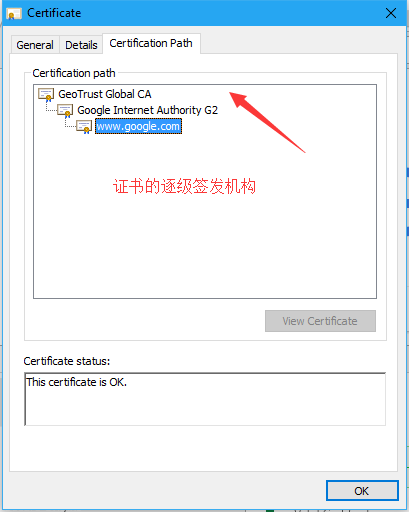 Certificate
General
Details
Certification Path
Certification path
GeoTrust Global CA
Google Internet Authority G2
www.google.com
证书的逐级签发机构
View Certificate
Certificate status:
This certificate is OK.
OK